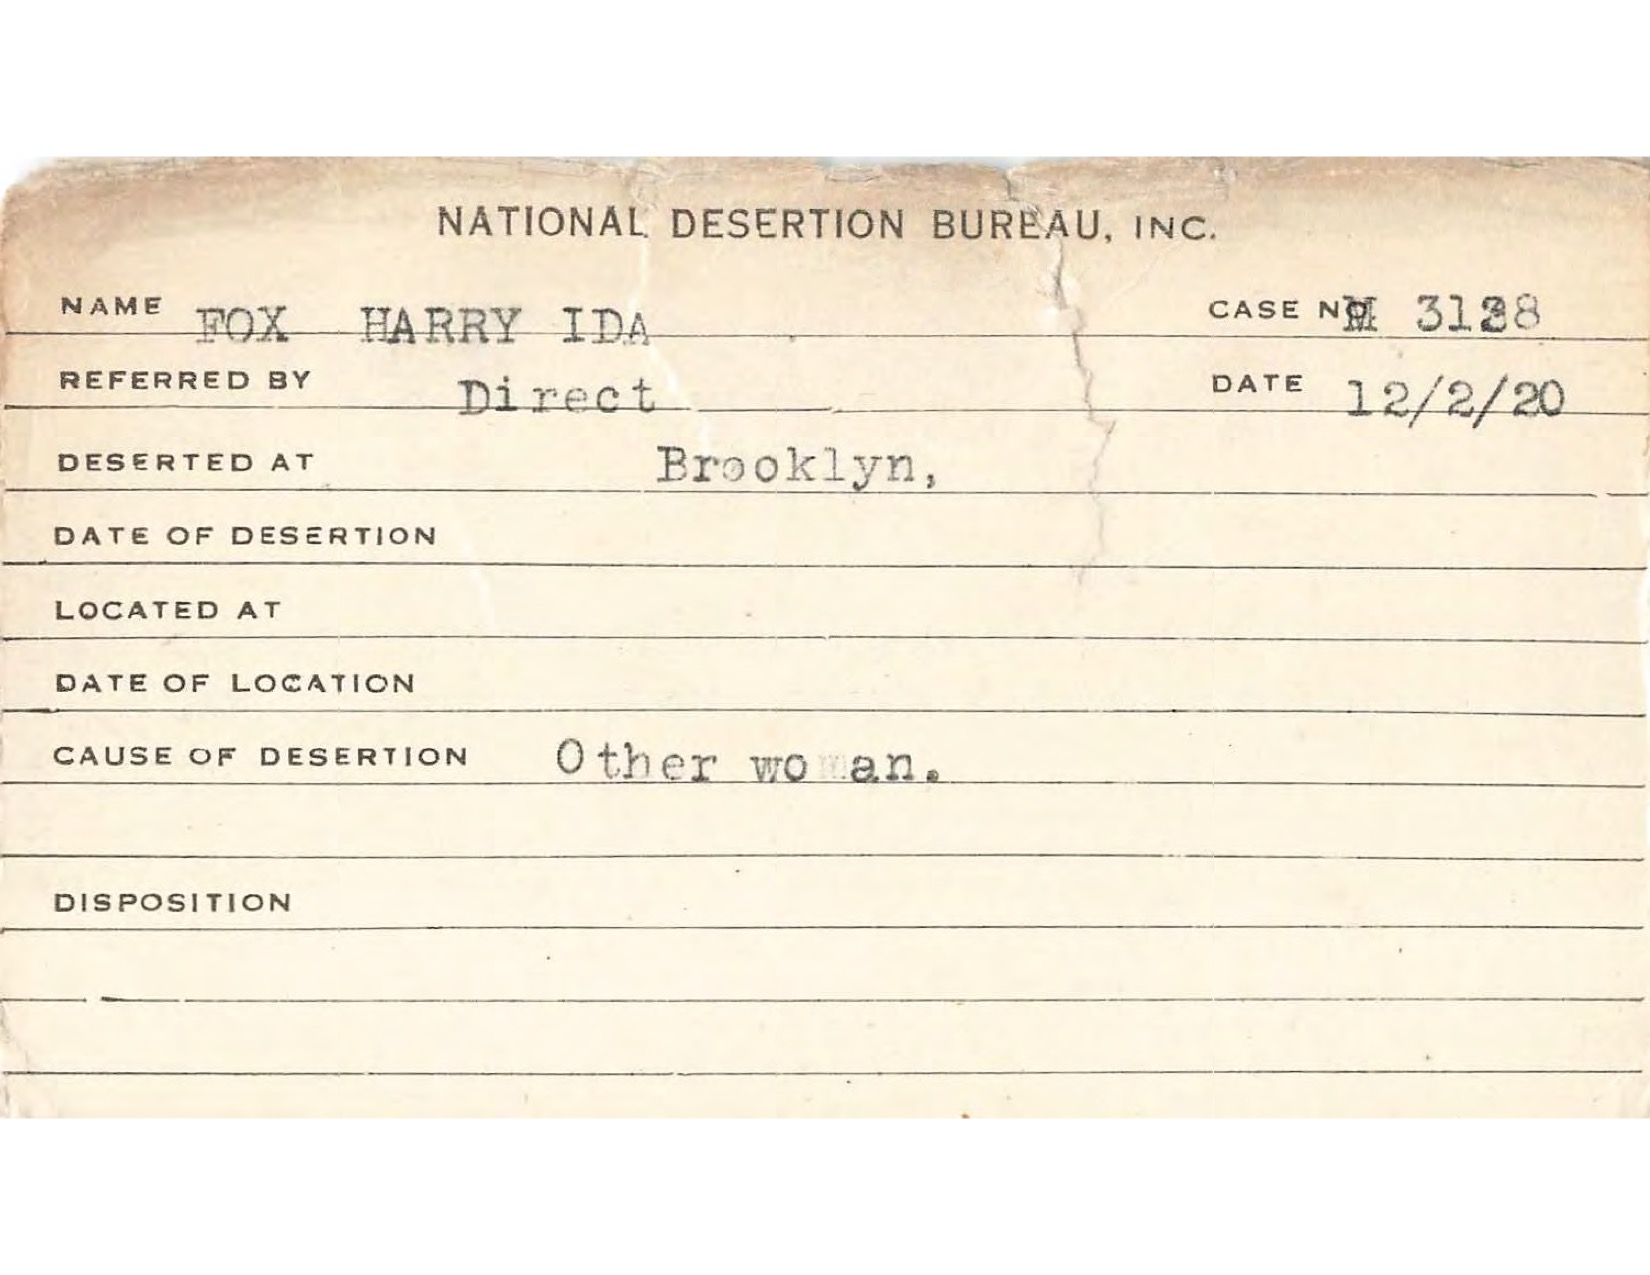 NATIONAL DESERTION BUREAU, INC.
NAME FOX HARRY IDA CASE NO. M
REFERRED BY Direct DATE 12/2/20
DESERTED AT Brooklyn,
DATE OF DESERTION
LOCATED AT
DATE OF LOCATION
CAUSE OF DESERTION Other woman.
DISPOSITION